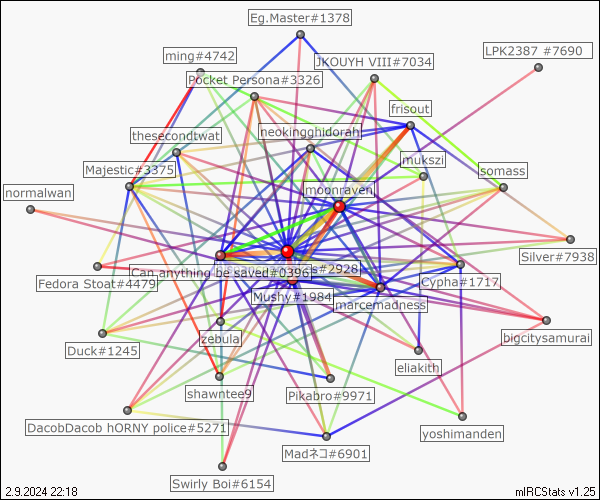 Eg.Master#1378
ming#4742
JKOUYH VIII#7034
LPK2387 #7690
Pocket Persona#3326
frisout
thesecondtwat
neokingghidorah
mukszi
Majestic#3375
somass
normalwan
moonraven
Silver#7938
Can anything be saved#0396
s#2928
Fedora Stoat#4479
Cypha#1717
Mushy#1984
marcemadness
zebula
bigcitysamurai
Duck#1245
eliakith
shawntee9
Pikabro#9971
DacobDacob hORNY police#5271
yoshimanden
Madネコ#6901
Swirly Boi#6154
2.9.2024 22:18
mIRCStats v1.25